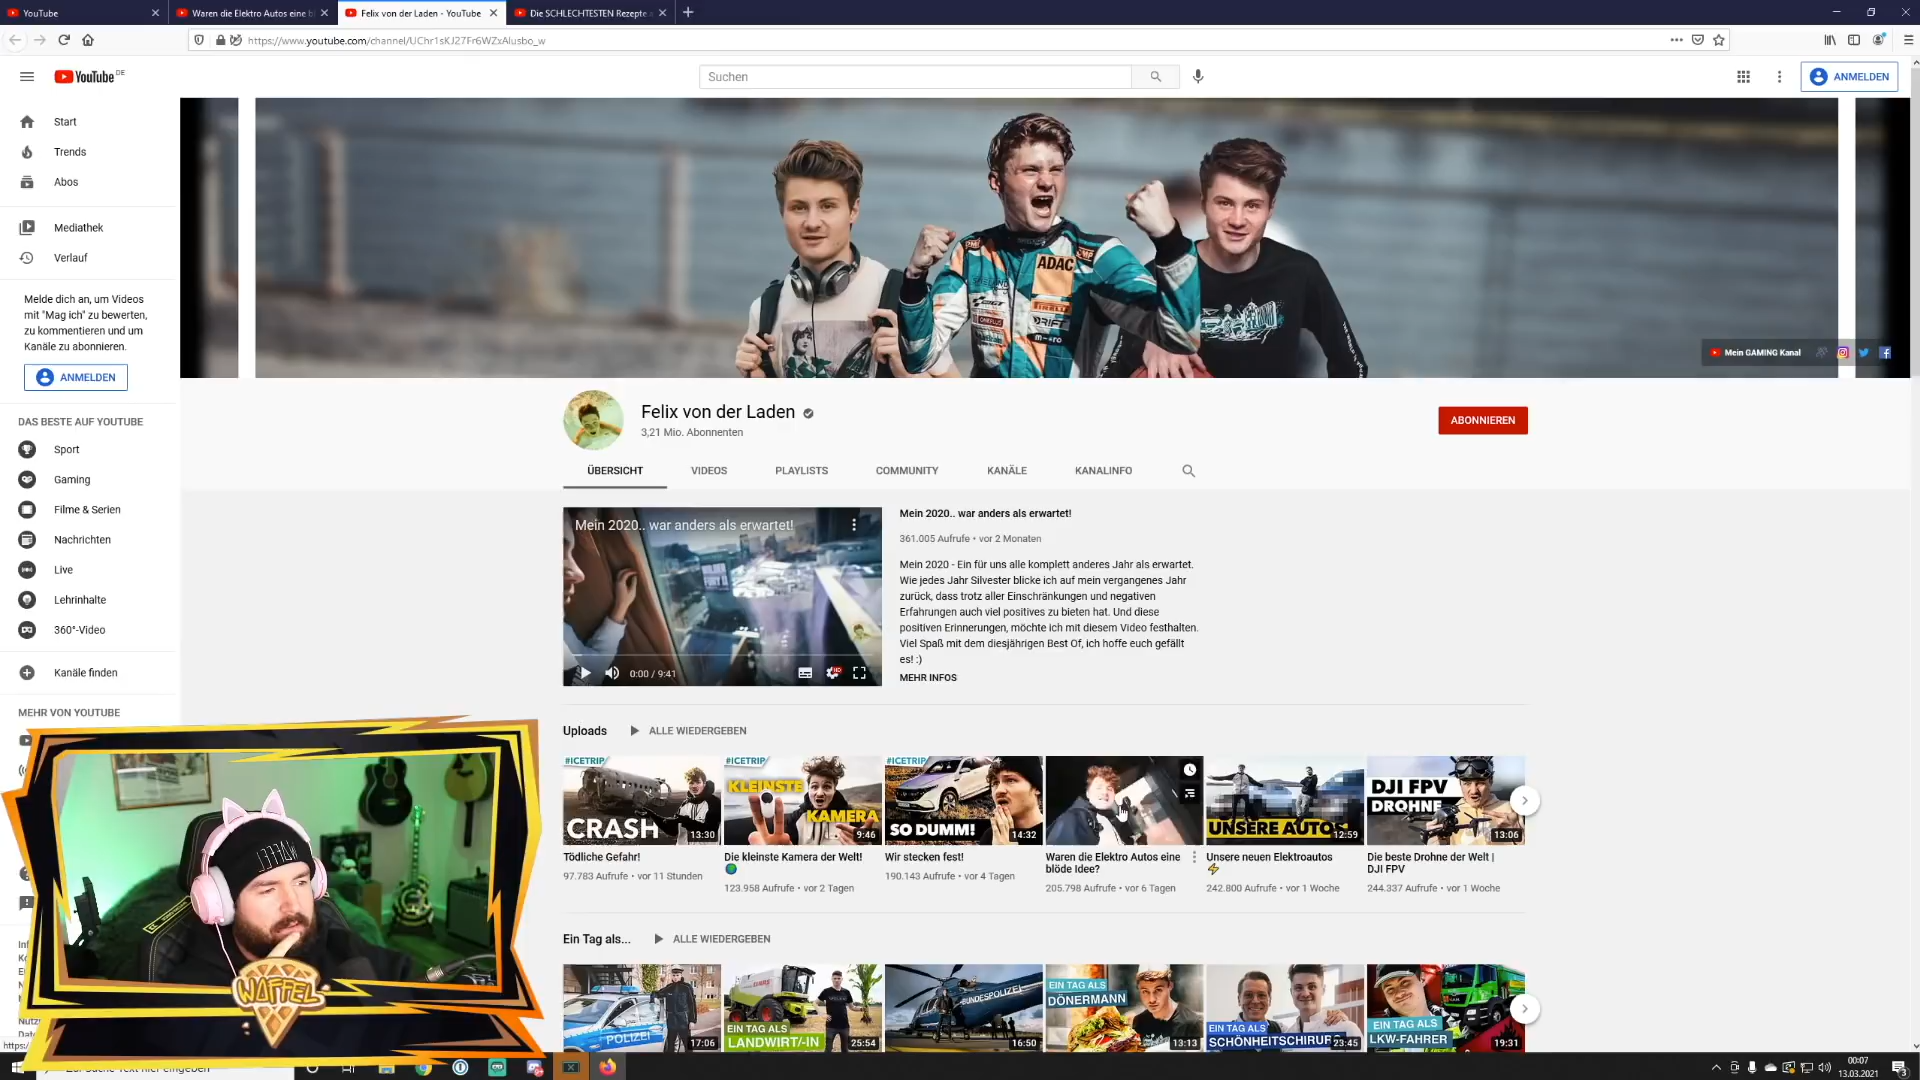 YouTube
Waren die Elektro Autos eine b
Felix von der Laden - YouTube
Die SCHLECHTESTEN Rezepte
https://www.youtube.com/channel/UChr1sKJ27Fr6WZxAlusbo_w
YouTube DE
Suchen
ANMELDEN
Start
Trends
Abos
Mediathek
Verlauf
Melde dich an, um Videos
mit "Mag ich" zu bewerten,
zu kommentieren und um
Kanäle zu abonnieren.
ANMELDEN
DAS BESTE AUF YOUTUBE
Sport
Gaming
Filme & Serien
Nachrichten
Live
Lehrinhalte
360°-Video
Kanäle finden
MEHR VON YOUTUBE
ADAC
PIRELLI
DRIFT
Mein GAMING Kanal
Felix von der Laden
3,21 Mio. Abonnenten
ABONNIEREN
ÜBERSICHT VIDEOS PLAYLISTS COMMUNITY KANÄLE KANALINFO
Mein 2020.. war anders als erwartet!
0:00 / 9:41
Mein 2020.. war anders als erwartet!
361.005 Aufrufe • vor 2 Monaten
Mein 2020 - Ein für uns alle komplett anderes Jahr als erwartet.
Wie jedes Jahr Silvester blicke ich auf mein vergangenes Jahr
zurück, dass trotz aller Einschränkungen und negativen
Erfahrungen auch viel positives zu bieten hat. Und diese
positiven Erinnerungen, möchte ich mit diesem Video festhalten.
Viel Spaß mit dem diesjährigen Best Of, ich hoffe euch gefällt
es! :)
MEHR INFOS
Uploads ALLE WIEDERGEBEN
#ICETRIP
CRASH
13:30
#ICETRIP
KLEINSTE
KAMERA
9:46
#ICETRIP
SO DUMM!
14:32
UNSERE AUTO
12:59
DJI FPV
DROHNE
13:06
Tödliche Gefahr!
97.783 Aufrufe • vor 11 Stunden
Die kleinste Kamera der Welt!
123.958 Aufrufe • vor 2 Tagen
Wir stecken fest!
190.143 Aufrufe • vor 4 Tagen
Waren die Elektro Autos eine
blöde Idee?
205.798 Aufrufe • vor 6 Tagen
Unsere neuen Elektroautos
242.800 Aufrufe • vor 1 Woche
Die beste Drohne der Welt |
DJI FPV
244.337 Aufrufe • vor 1 Woche
Ein Tag als... ALLE WIEDERGEBEN
POLIZEI
17:06
EIN TAG ALS
LANDWIRT/-IN
25:54
BUNDESPOLIZEI
16:50
EIN TAG ALS
DÖNERMANN
13:13
EIN TAG ALS
SCHÖNHEITSCHIRUR
23:45
EIN TAG ALS
LKW-FAHRER
19:31
WAFFEL
WAFFEL
https:/
Zur Suche Text hier eingeben
00:07
13.03.2021
3